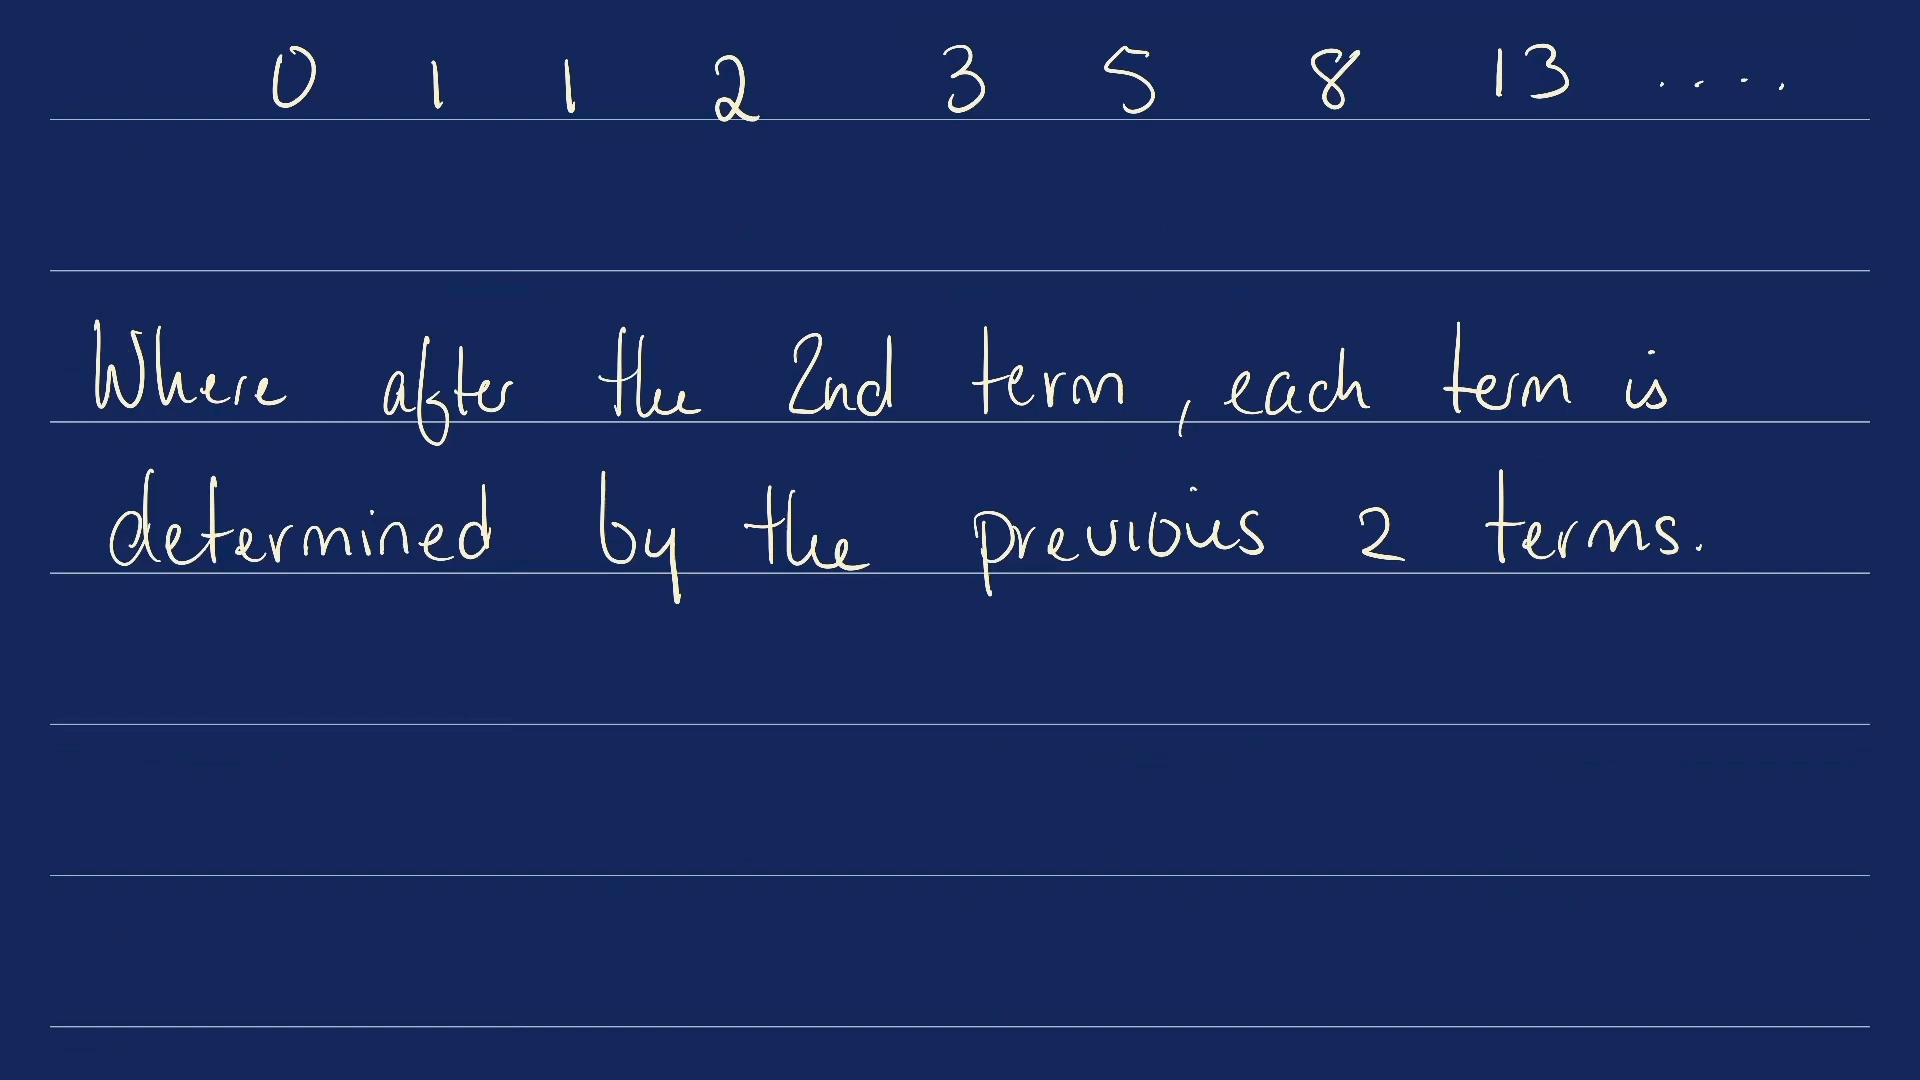 0 1 1 2 3 5 8 13 ....
Where after the 2nd term, each term is
determined by the previous 2 terms.